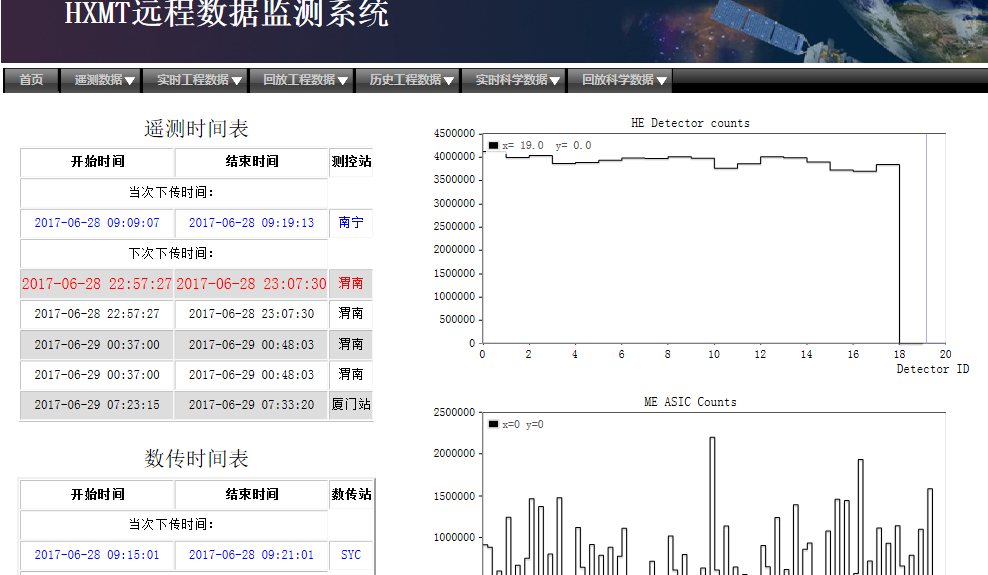 HXMT远程数据监测系统
首页 遥测数据 实时工程数据 回放工程数据 历史工程数据 实时科学数据 回放科学数据
遥测时间表
开始时间 结束时间 测控站
当次下传时间:
2017-06-28 09:09:07 2017-06-28 09:19:13 南宁
下次下传时间:
2017-06-28 22:57:27 2017-06-28 23:07:30 渭南
2017-06-28 22:57:27 2017-06-28 23:07:30 渭南
2017-06-29 00:37:00 2017-06-29 00:48:03 渭南
2017-06-29 00:37:00 2017-06-29 00:48:03 渭南
2017-06-29 07:23:15 2017-06-29 07:33:20 厦门站
数传时间表
开始时间 结束时间 数传站
当次下传时间:
2017-06-28 09:15:01 2017-06-28 09:21:01 SYC
HE Detector counts
x= 19.0 y= 0.0
4500000
4000000
3500000
3000000
2500000
2000000
1500000
1000000
500000
0
0 2 4 6 8 10 12 14 16 18 20
Detector ID
ME ASIC Counts
x=0 y=0
2500000
2000000
1500000
1000000